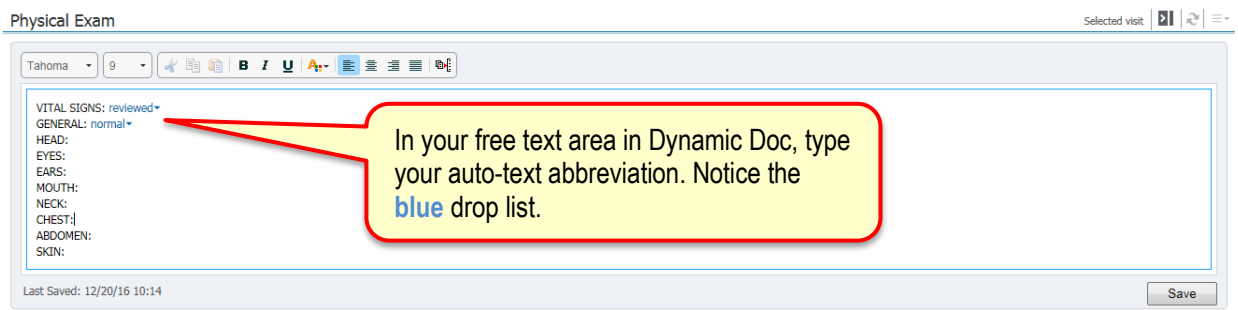 Physical Exam
Selected visit
Tahoma 9 B I U A
VITAL SIGNS: reviewed
GENERAL: normal
HEAD:
EYES:
EARS:
MOUTH:
NECK:
CHEST:
ABDOMEN:
SKIN:
In your free text area in Dynamic Doc, type
your auto-text abbreviation. Notice the
blue drop list.
Last Saved: 12/20/16 10:14
Save